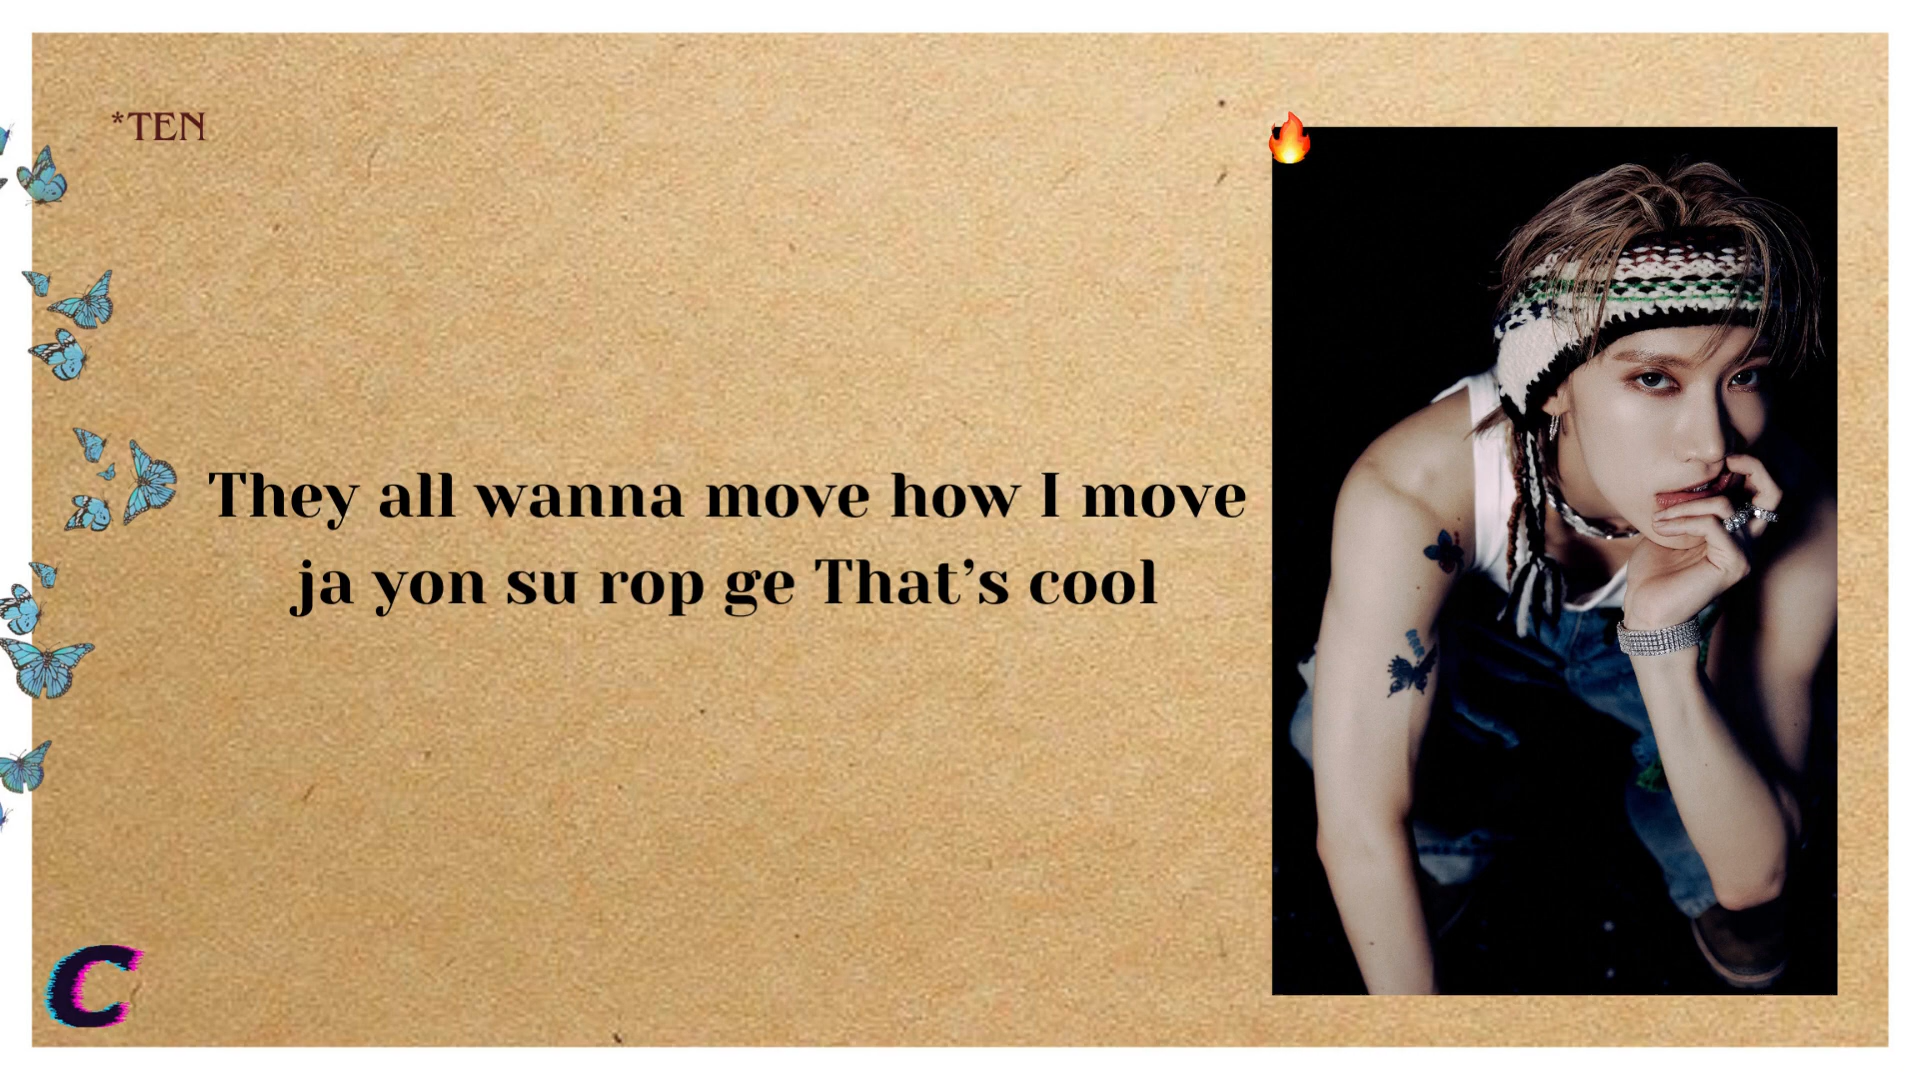 *TEN
They all wanna move how I move
ja yon su rop ge That’s cool
C